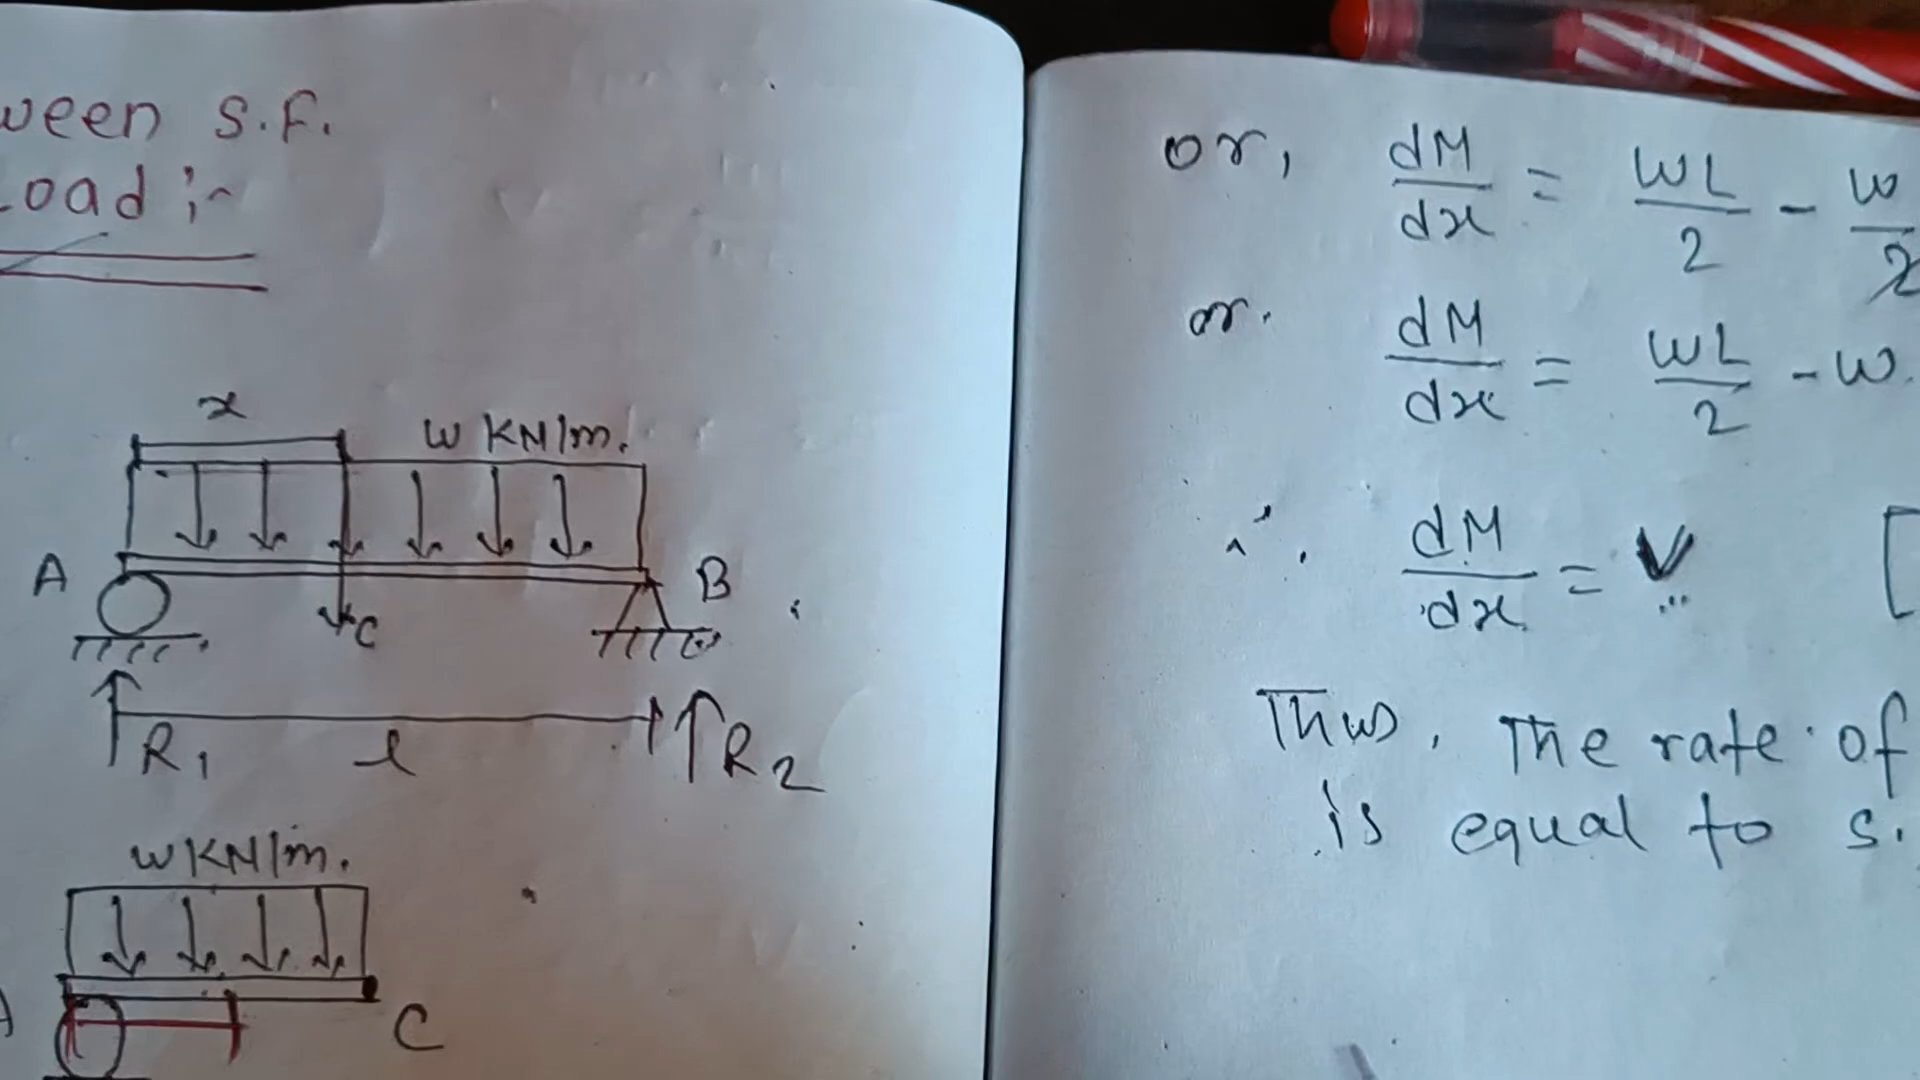 ween S.F.
Load :-
x
w KN/m.
A
B
C
R1
l
R2
w KN/m.
C
or, dM/dx = WL/2 - w
or. dM/dx = WL/2 - w.
∴ dM/dx = V
Thus, The rate of
is equal to S.